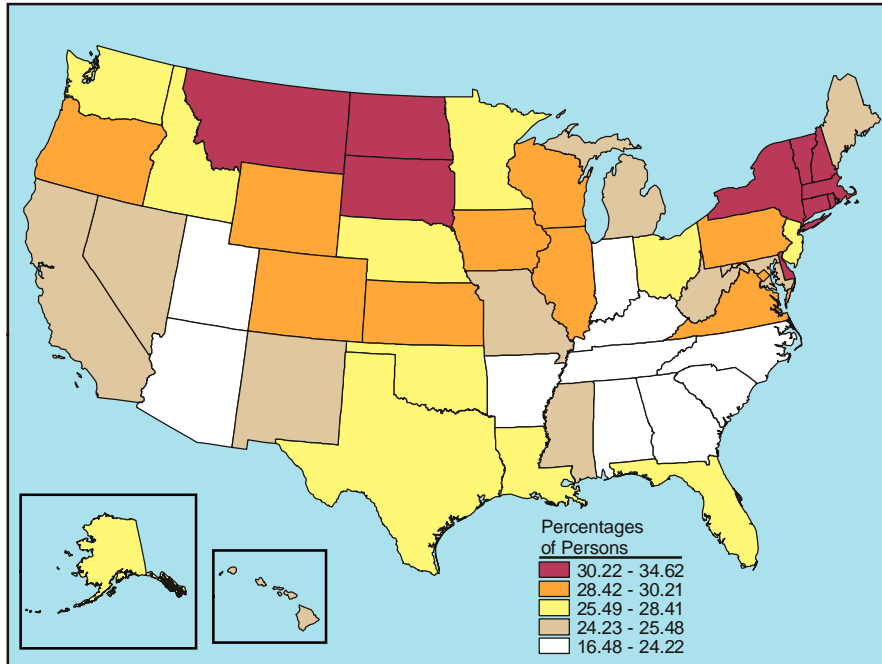 Percentages
of Persons
30.22 - 34.62
28.42 - 30.21
25.49 - 28.41
24.23 - 25.48
16.48 - 24.22